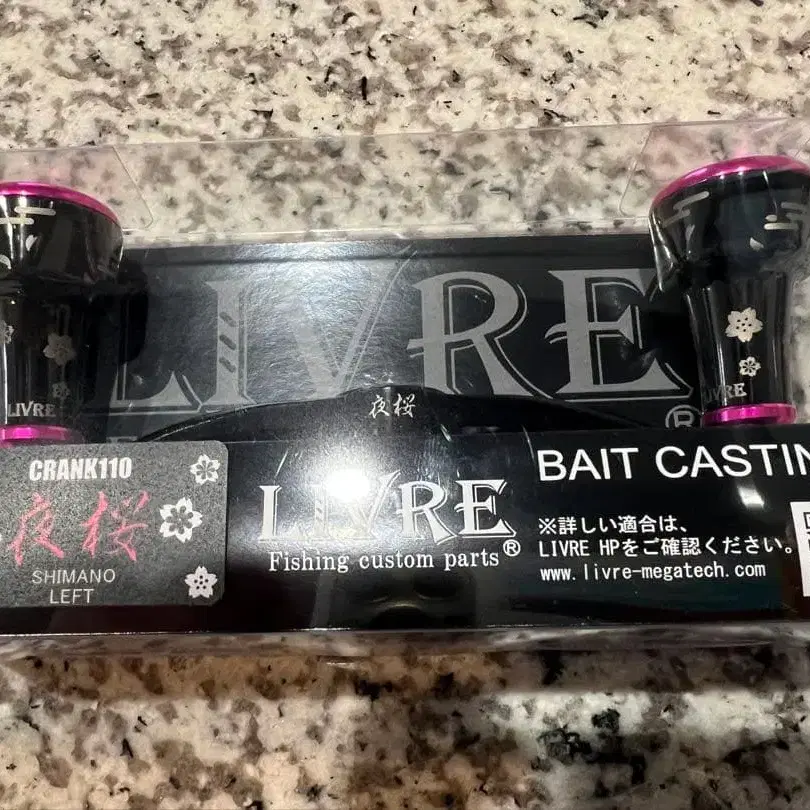 LIVRE
®
LIVRE
LIVRE
夜桜
CRANK110
夜桜
SHIMANO
LEFT
LIVRE®
Fishing custom parts
BAIT CASTIN
※詳しい適合は、
LIVRE HPをご確認ください。
www.livre-megatech.com